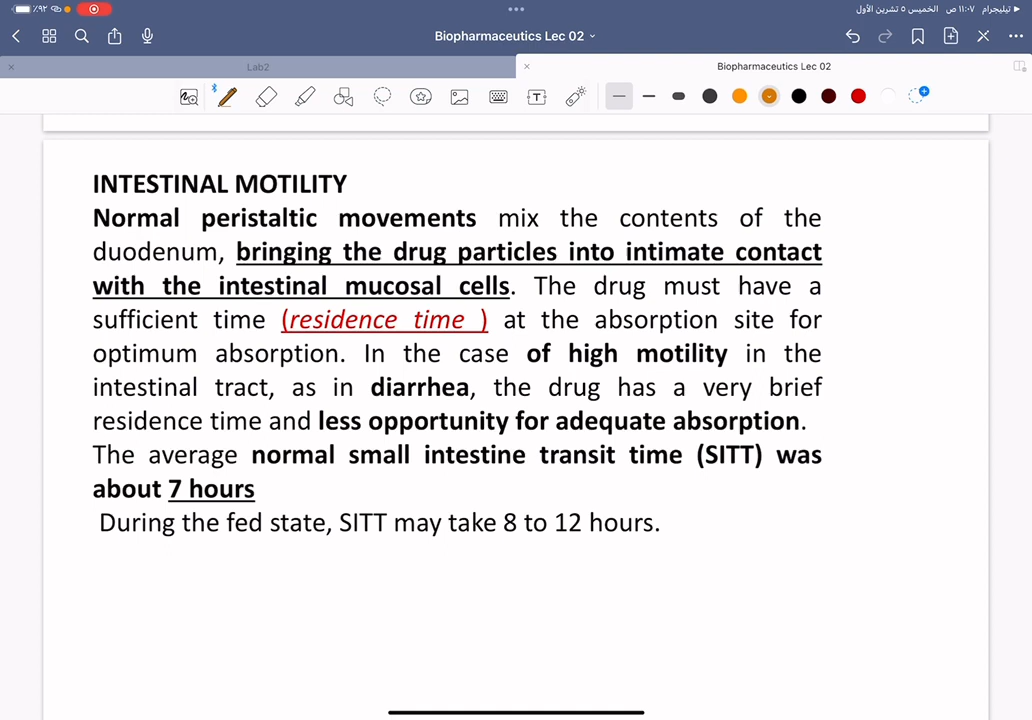 ٪٩٢ ١١:٠٧ ص الخميس ٥ تشرين الأول تيليجرام ◀
Biopharmaceutics Lec 02
Lab2
Biopharmaceutics Lec 02
INTESTINAL MOTILITY
Normal peristaltic movements mix the contents of the
duodenum, bringing the drug particles into intimate contact
with the intestinal mucosal cells. The drug must have a
sufficient time (residence time ) at the absorption site for
optimum absorption. In the case of high motility in the
intestinal tract, as in diarrhea, the drug has a very brief
residence time and less opportunity for adequate absorption.
The average normal small intestine transit time (SITT) was
about 7 hours
During the fed state, SITT may take 8 to 12 hours.